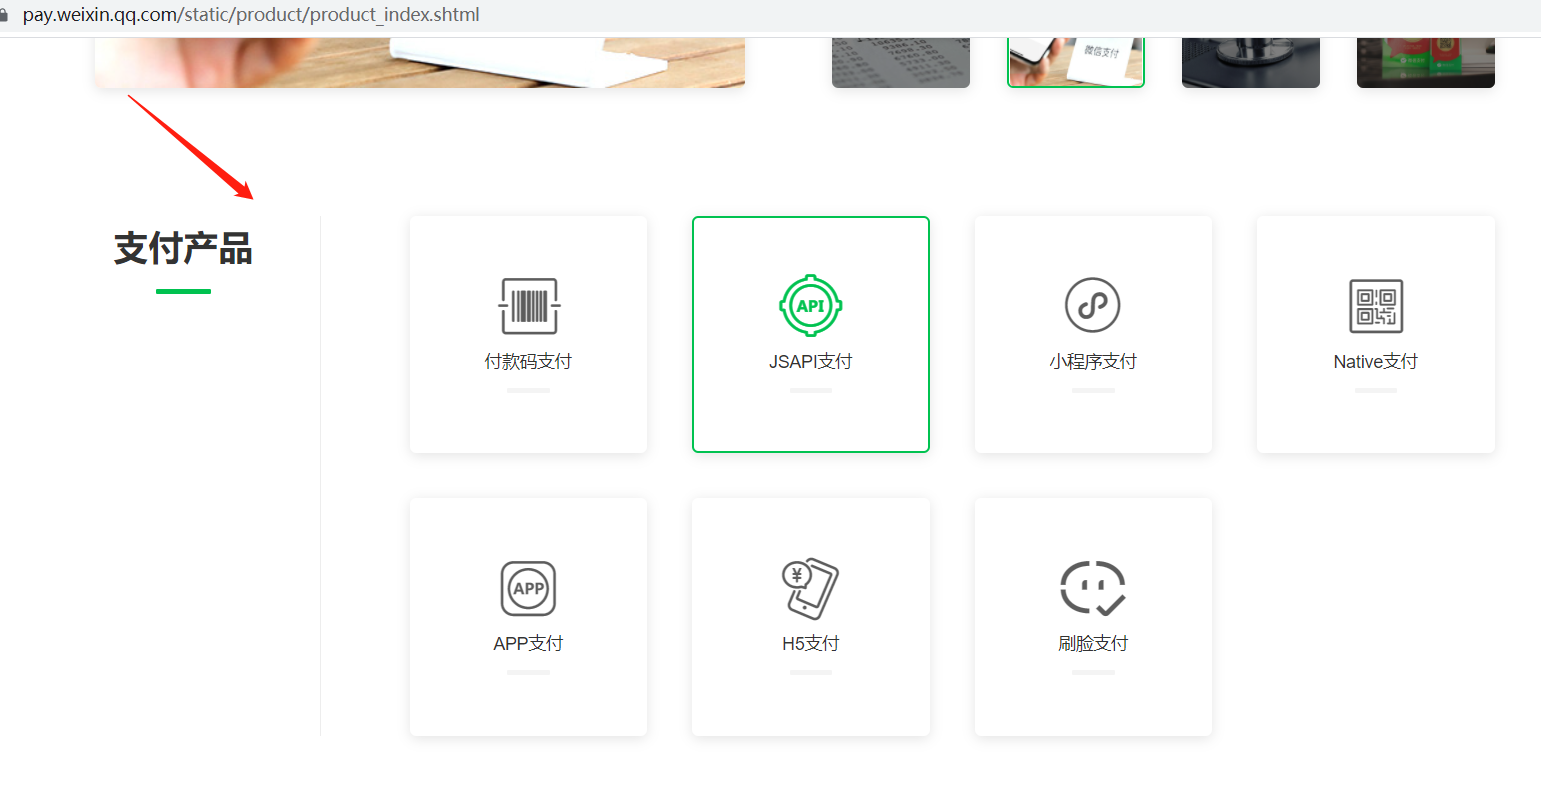 pay.weixin.qq.com/static/product/product_index.shtml
微信支付
支付产品
付款码支付
API
JSAPI支付
小程序支付
Native支付
APP
APP支付
¥
H5支付
刷脸支付